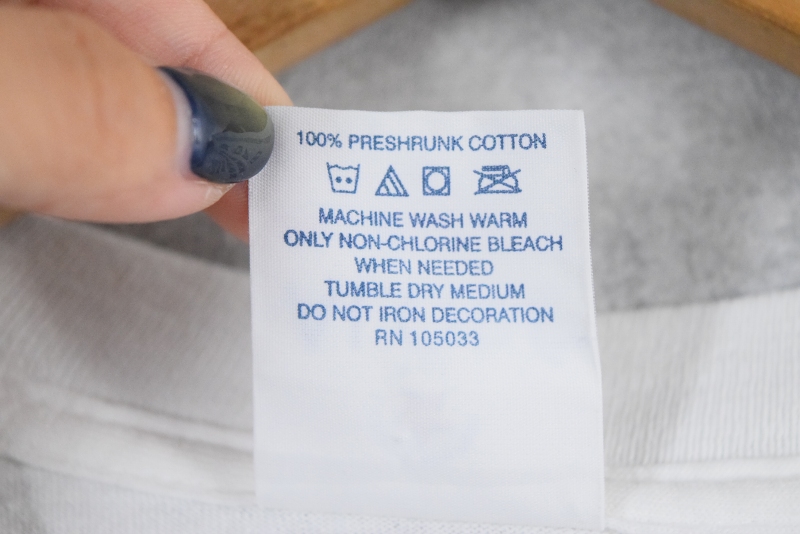 100% PRESHRUNK COTTON
MACHINE WASH WARM
ONLY NON-CHLORINE BLEACH
WHEN NEEDED
TUMBLE DRY MEDIUM
DO NOT IRON DECORATION
RN 105033